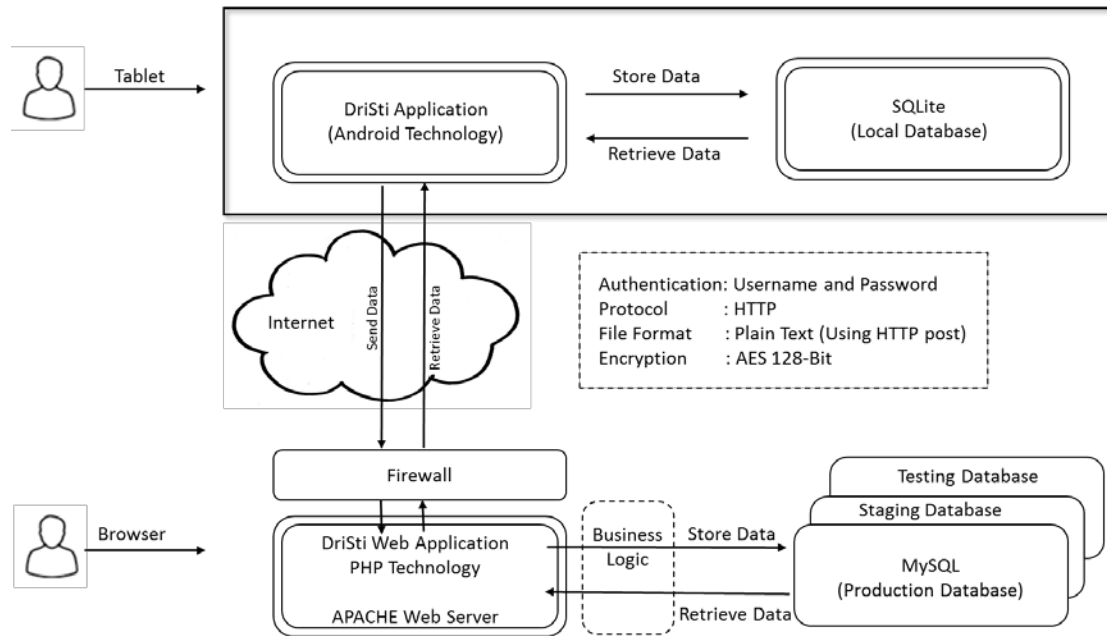 Tablet
DriSti Application
(Android Technology)
Store Data
Retrieve Data
SQLite
(Local Database)
Internet
Send Data
Retrieve Data
Authentication: Username and Password
Protocol : HTTP
File Format : Plain Text (Using HTTP post)
Encryption : AES 128-Bit
Firewall
Browser
DriSti Web Application
PHP Technology
APACHE Web Server
Business
Logic
Store Data
Retrieve Data
Testing Database
Staging Database
MySQL
(Production Database)